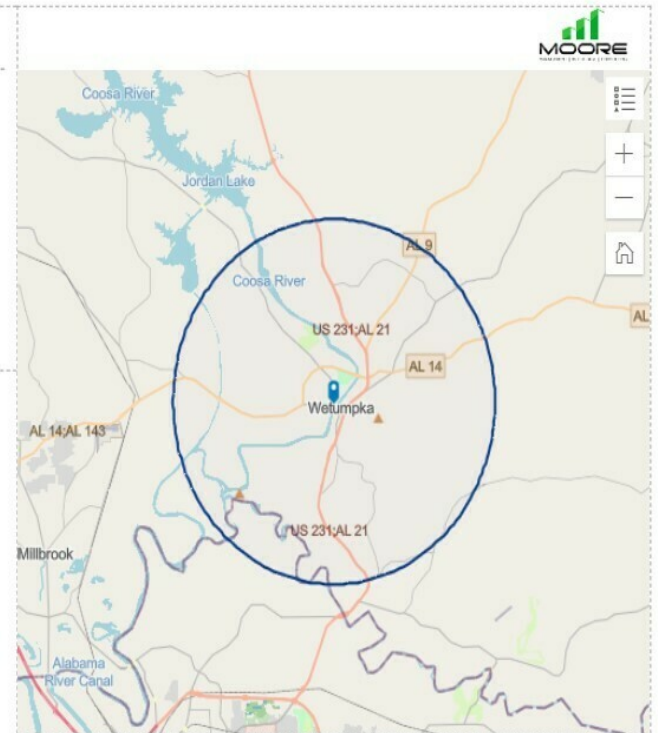 MOORE
Coosa River
Jordan Lake
AL 9
Coosa River
US 231;AL 21
AL
AL 14
Wetumpka
AL 14;AL 143
US 231;AL 21
Millbrook
Alabama
River Canal